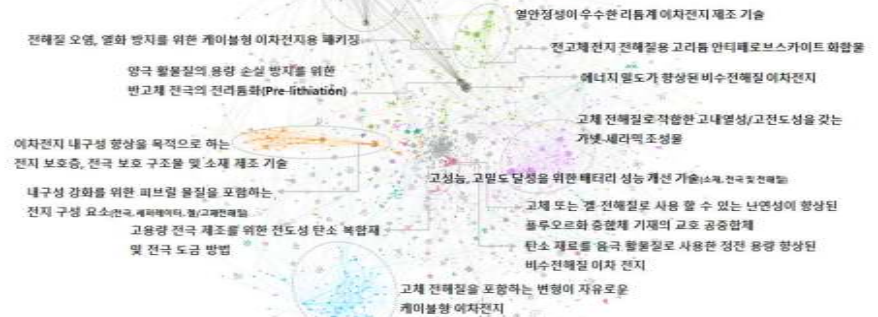 열안정성이 우수한 리튬계 이차전지 제조 기술
전해질 오염, 열화 방지를 위한 케이블형 이차전지용 패키징
전고체 전지 전해질용 고리튬 안티페로브스카이트 화합물
양극 활물질의 용량 손실 방지를 위한
반고체 전극의 전리튬화(Pre-lithiation)
에너지 밀도가 향상된 비수전해질 이차전지
고체 전해질로 적합한 고내열성/고전도성을 갖는
가넷-세라믹 조성물
이차전지 내구성 향상을 목적으로 하는
전지 보호층, 전극 보호 구조물 및 소재 제조 기술
고성능, 고밀도 달성을 위한 배터리 성능 개선 기술(소재, 전극 및 전해질)
내구성 강화를 위한 피브릴 물질을 포함하는
전지 구성 요소(전극, 세퍼레이터, 겔/고체전해질)
고체 또는 겔 전해질로 사용 할 수 있는 난연성이 향상된
플루오르화 중합체 기재의 교호 공중합체
고용량 전극 제조를 위한 전도성 탄소 복합재
및 전극 도금 방법
탄소 재료를 음극 활물질로 사용한 정전 용량 향상된
비수전해질 이차 전지
고체 전해질을 포함하는 변형이 자유로운
케이블형 이차전지